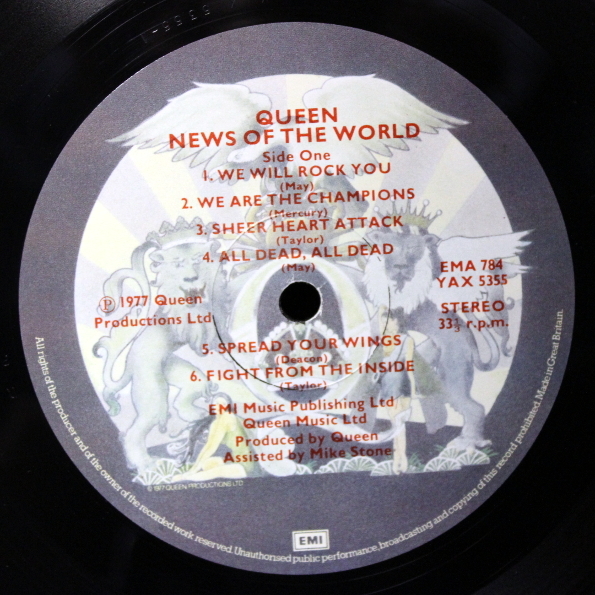 QUEEN
NEWS OF THE WORLD
Side One
1. WE WILL ROCK YOU
(May)
2. WE ARE THE CHAMPIONS
(Mercury)
3. SHEER HEART ATTACK
(Taylor)
4. ALL DEAD, ALL DEAD
(May)
EMA 784
YAX 5355
℗ 1977 Queen
Productions Ltd
STEREO
33⅓ r.p.m.
5. SPREAD YOUR WINGS
(Deacon)
6. FIGHT FROM THE INSIDE
(Taylor)
EMI Music Publishing Ltd
Queen Music Ltd
Produced by Queen
Assisted by Mike Stone
© 1977 QUEEN PRODUCTIONS LTD
EMI
All rights of the producer and of the owner of the recorded work reserved. Unauthorised public performance, broadcasting and copying of this record prohibited. Made in Great Britain.